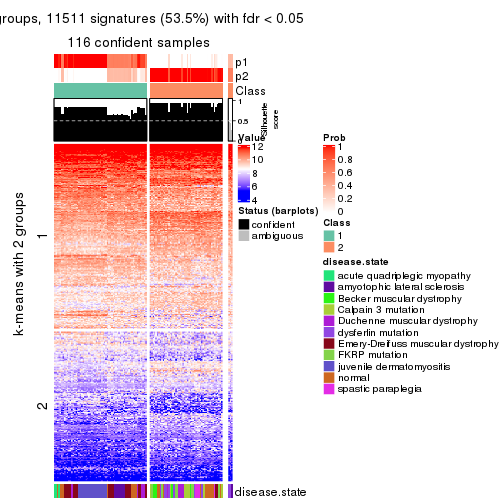 groups, 11511 signatures (53.5%) with fdr < 0.05
116 confident samples
p1
p2
Class
1
0.5
0
Silhouette
score
k-means with 2 groups
1
2
disease.state
Value
12
10
8
6
4
Status (barplots)
confident
ambiguous
Prob
1
0.8
0.6
0.4
0.2
0
Class
1
2
disease.state
acute quadriplegic myopathy
amyotophic lateral sclerosis
Becker muscular dystrophy
Calpain 3 mutation
Duchenne muscular dystrophy
dysferlin mutation
Emery-Dreifuss muscular dystrophy
FKRP mutation
juvenile dermatomyositis
normal
spastic paraplegia